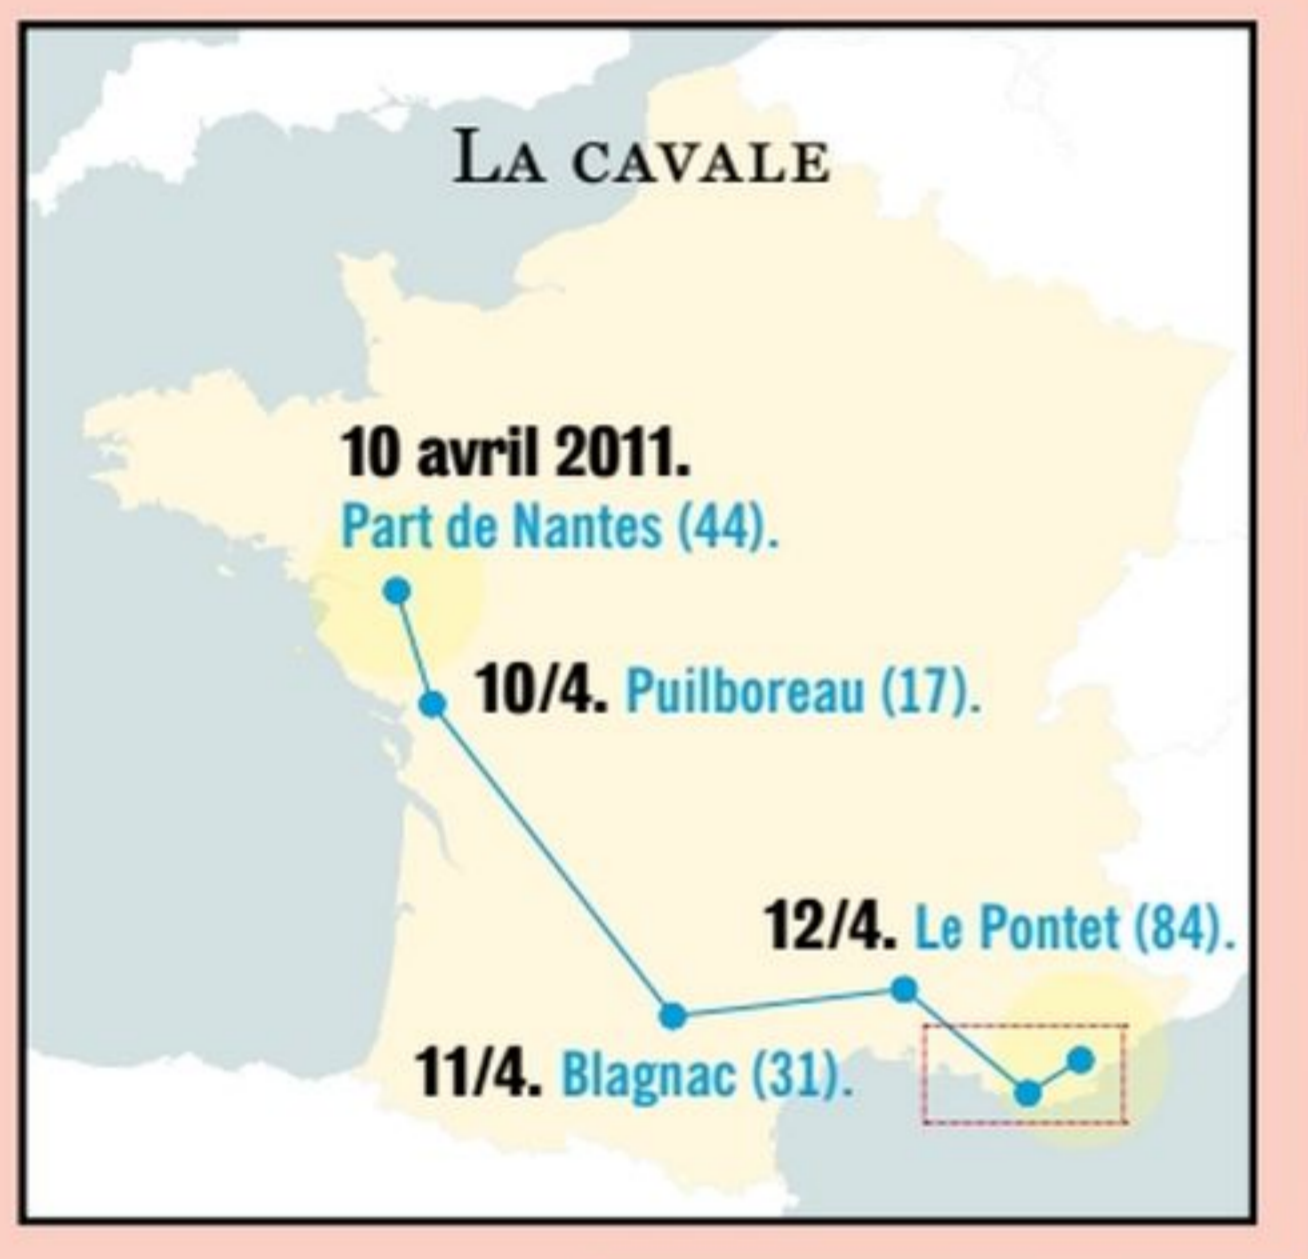 La cavale
10 avril 2011.
Part de Nantes (44).
10/4. Puilboreau (17).
12/4. Le Pontet (84).
11/4. Blagnac (31).